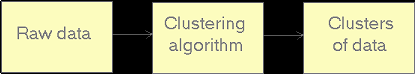 Raw data
Clustering
algorithm
Clusters
of data